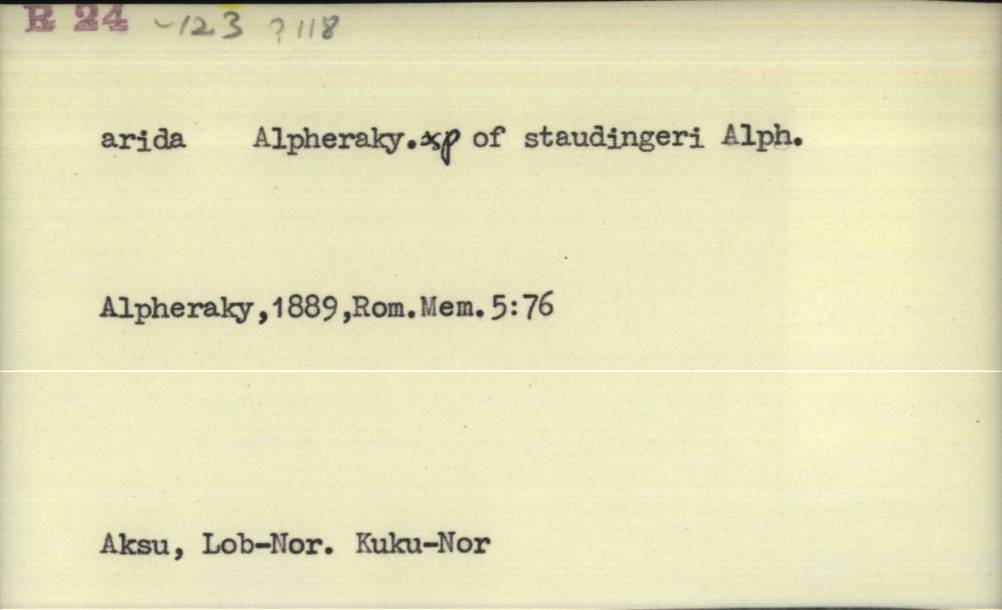 R 24 -123 ? 118
arida Alpheraky. of staudingeri Alph.
Alpheraky,1889,Rom.Mem.5:76
Aksu, Lob-Nor. Kuku-Nor